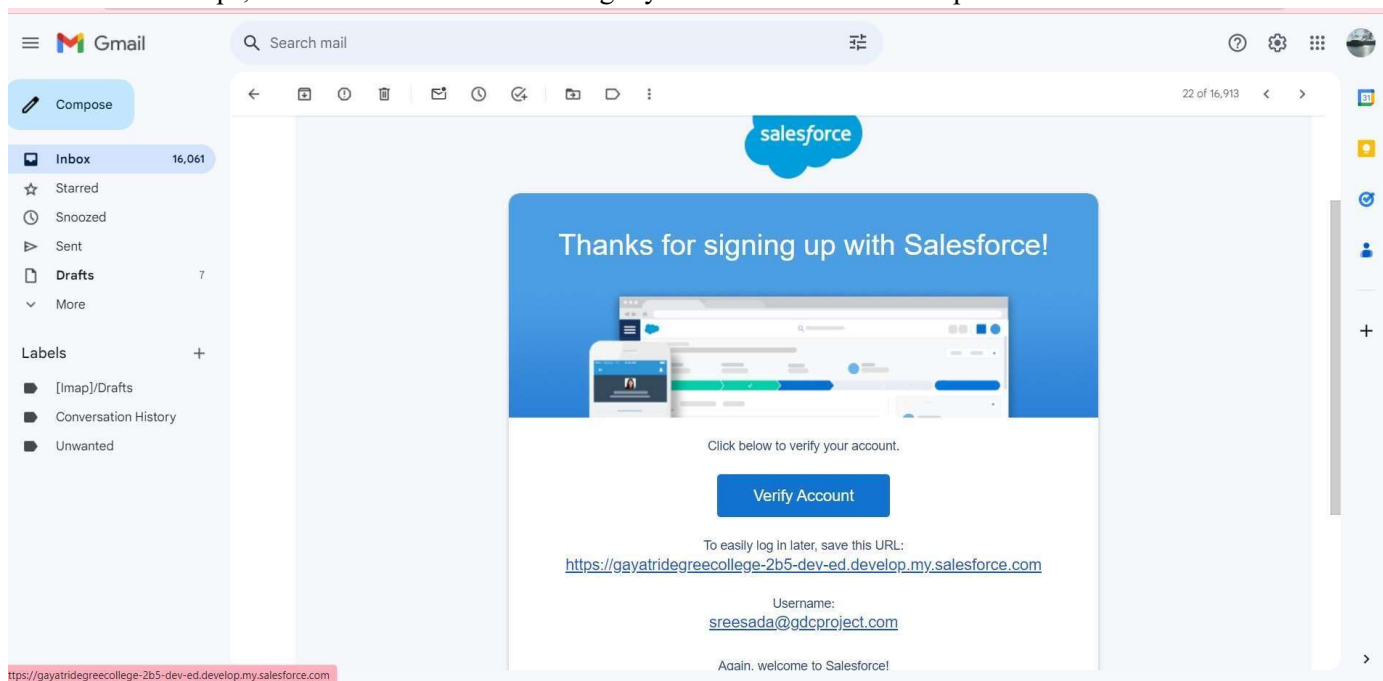 Gmail
Search mail
Compose
22 of 16,913
Inbox 16,061
Starred
Snoozed
Sent
Drafts 7
More
Labels
[Imap]/Drafts
Conversation History
Unwanted
31
salesforce
Thanks for signing up with Salesforce!
Click below to verify your account.
Verify Account
To easily log in later, save this URL:
https://gayatridegreecollege-2b5-dev-ed.develop.my.salesforce.com
Username:
sreesada@gdcproject.com
Again, welcome to Salesforce!
ttps://gayatridegreecollege-2b5-dev-ed.develop.my.salesforce.com